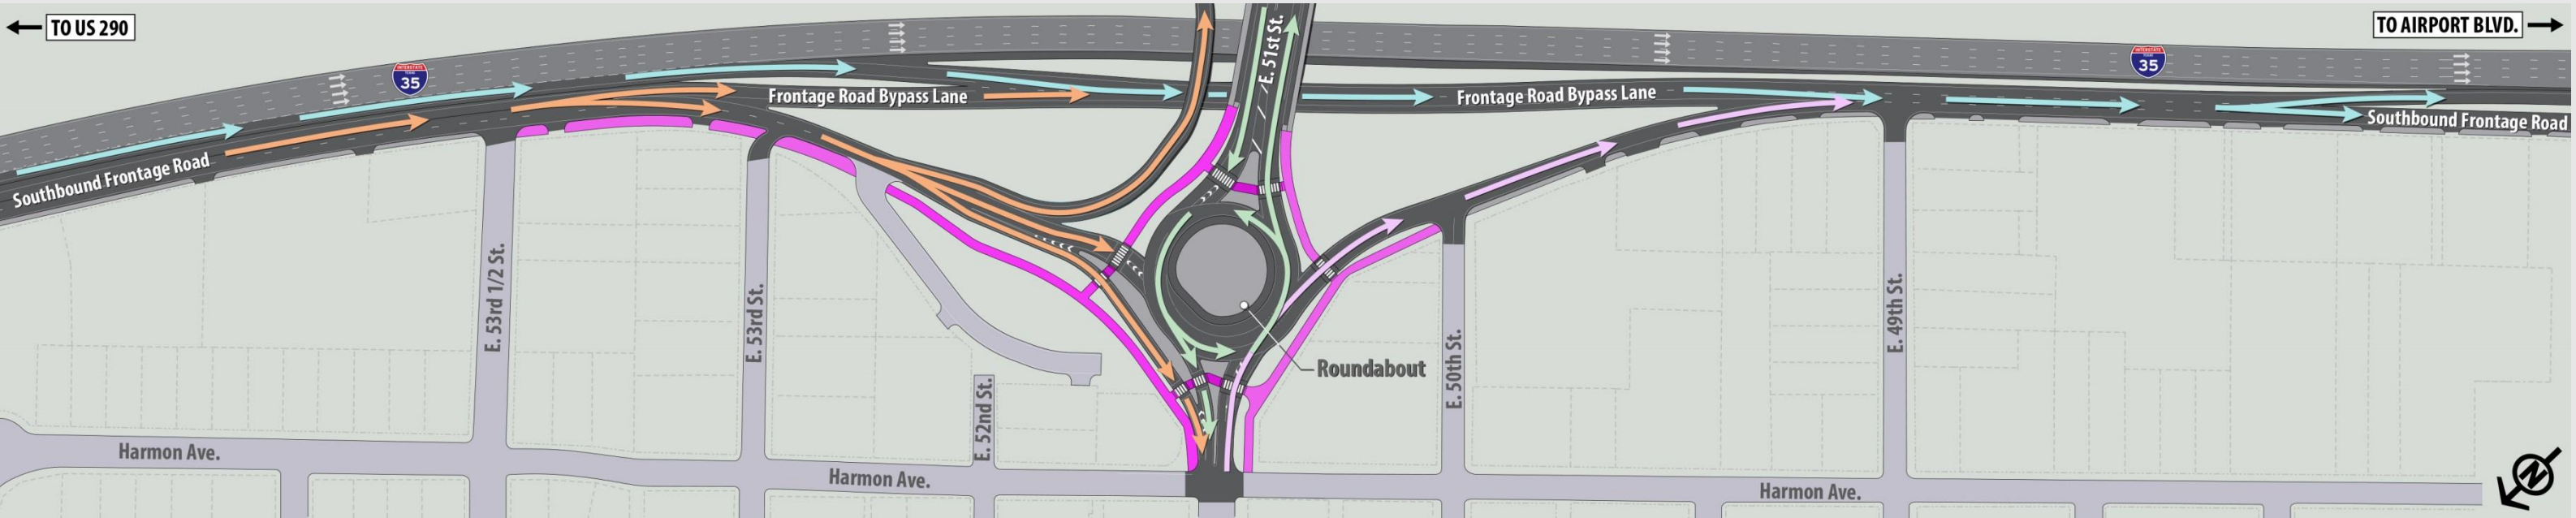 TO US 290
TO AIRPORT BLVD.
E. 51st St.
INTERSTATE
35
INTERSTATE
35
Frontage Road Bypass Lane
Frontage Road Bypass Lane
Southbound Frontage Road
Southbound Frontage Road
E. 53rd 1/2 St.
E. 53rd St.
E. 52nd St.
E. 50th St.
E. 49th St.
Roundabout
Harmon Ave.
Harmon Ave.
Harmon Ave.
N